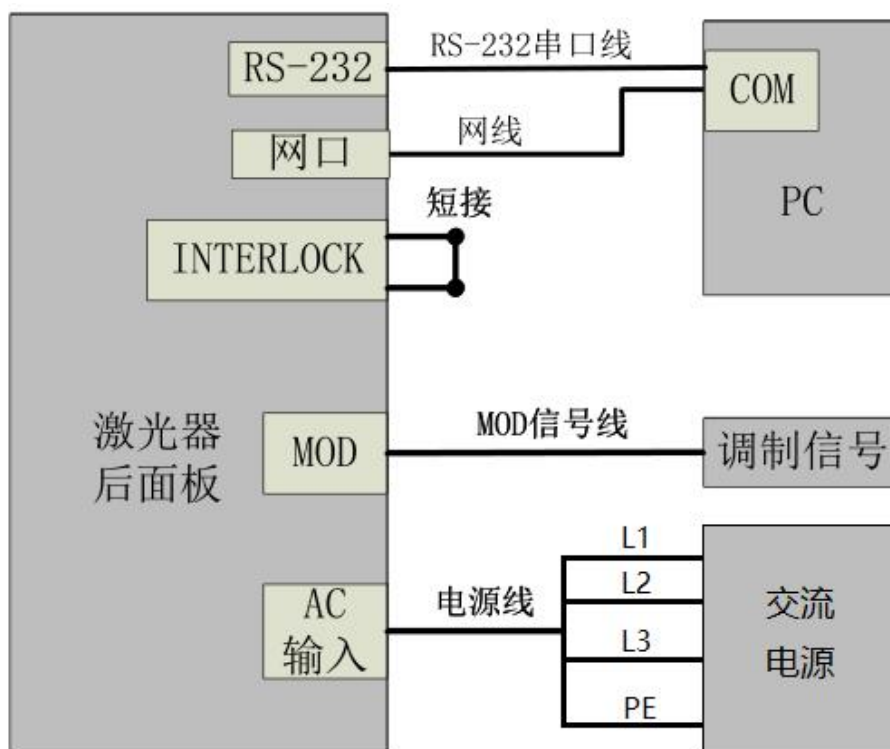 RS-232
RS-232串口线
COM
网口
网线
PC
短接
INTERLOCK
激光器
后面板
MOD
MOD信号线
调制信号
AC
输入
电源线
L1
L2
L3
PE
交流
电源